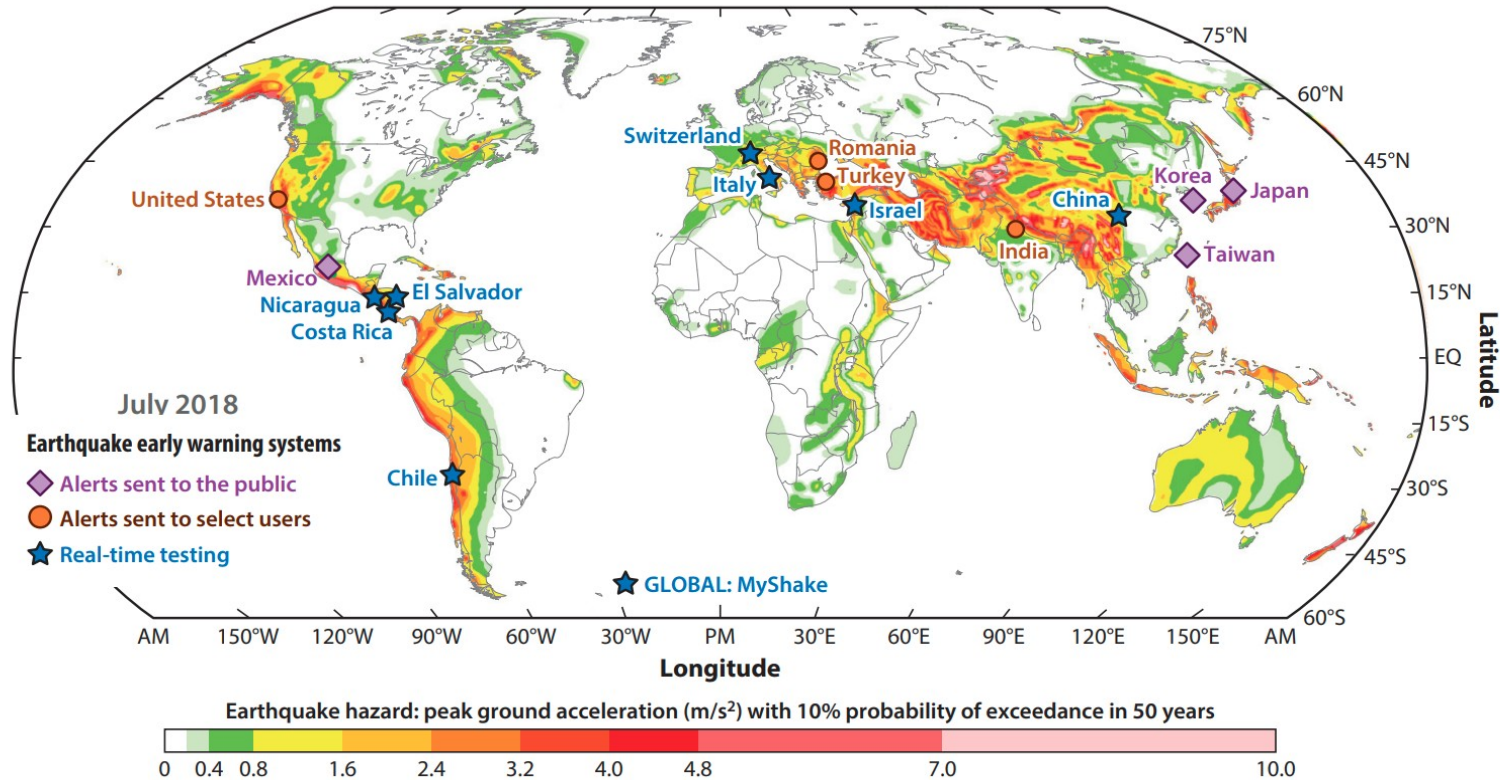 75°N
60°N
45°N
30°N
15°N
EQ
15°S
30°S
45°S
60°S
Latitude
Switzerland
Romania
Italy
Turkey
Israel
United States
Korea
Japan
China
India
Taiwan
Mexico
El Salvador
Nicaragua
Costa Rica
Chile
July 2018
Earthquake early warning systems
Alerts sent to the public
Alerts sent to select users
Real-time testing
GLOBAL: MyShake
AM 150°W 120°W 90°W 60°W 30°W PM 30°E 60°E 90°E 120°E 150°E AM
Longitude
Earthquake hazard: peak ground acceleration (m/s²) with 10% probability of exceedance in 50 years
0 0.4 0.8 1.6 2.4 3.2 4.0 4.8 7.0 10.0